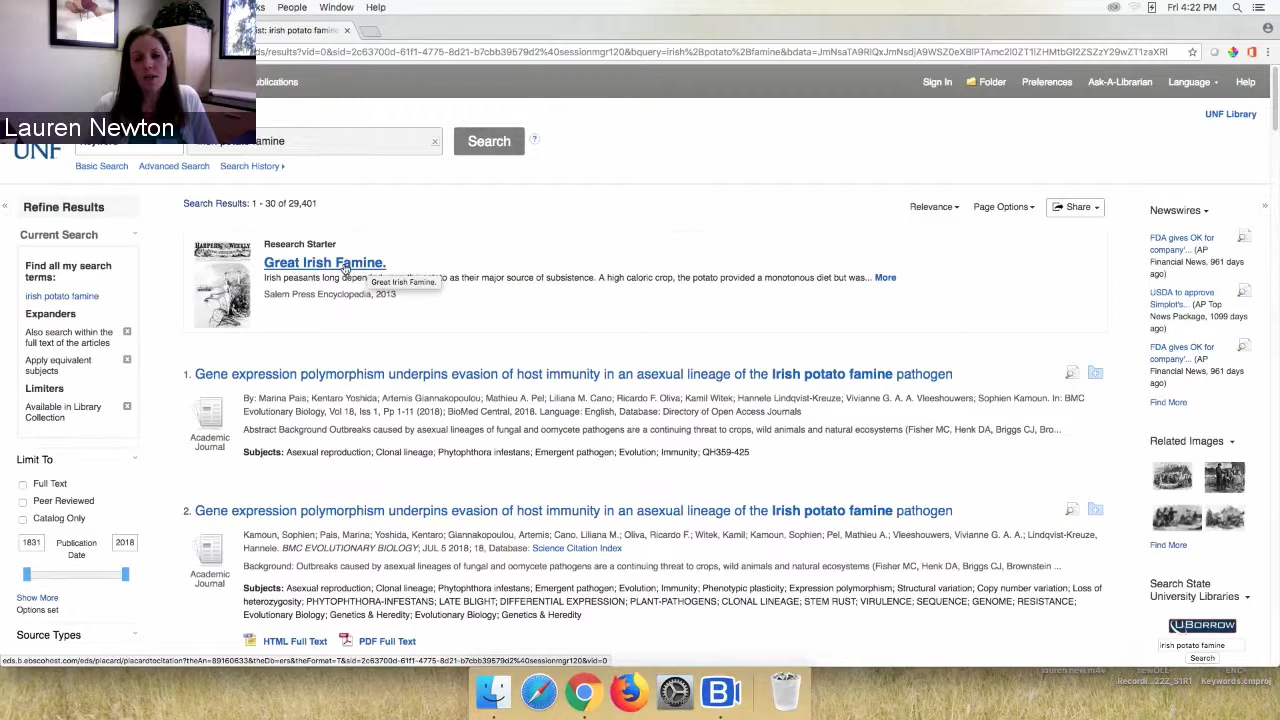 People Window Help
Fri 4:22 PM
list: irish potato famine
Lauren Newton
Publications
Sign In Folder Preferences Ask-A-Librarian Language Help
UNF Library
UNF
Search
Basic Search Advanced Search Search History
Refine Results
Current Search
Find all my search
terms:
irish potato famine
Expanders
Also search within the
full text of the articles
Apply equivalent
subjects
Limiters
Available in Library
Collection
Limit To
Full Text
Peer Reviewed
Catalog Only
1831 Publication 2018
Date
Show More
Options set
Source Types
Search Results: 1 - 30 of 29,401
Relevance Page Options Share
HARPER'S WEEKLY
Research Starter
Great Irish Famine.
Irish peasants long as their major source of subsistence. A high caloric crop, the potato provided a monotonous diet but was... More
Great Irish Famine.
Salem Press Encyclopedia, 2013
1. Gene expression polymorphism underpins evasion of host immunity in an asexual lineage of the Irish potato famine pathogen
By: Marina Pais, Kentaro Yoshida, Artemis Giannakopoulou, Mathieu A. Pel, Liliana M. Cano, Ricardo F. Oliva, Kamil Witek, Hannele Lindqvist-Kreuze, Vivianne G. A. A. Vleeshouwers, Sophien Kamoun. In: BMC
Evolutionary Biology, Vol 18, Iss 1, Pp 1-11 (2018); BioMed Central, 2018. Language: English, Database: Directory of Open Access Journals
Academic
Journal
Abstract Background Outbreaks caused by asexual lineages of fungal and oomycete pathogens are a continuing threat to crops, wild animals and natural ecosystems (Fisher MC, Henk DA, Briggs CJ, Bro...
Subjects: Asexual reproduction; Clonal lineage; Phytophthora infestans; Emergent pathogen; Evolution; Immunity; QH359-425
2. Gene expression polymorphism underpins evasion of host immunity in an asexual lineage of the Irish potato famine pathogen
Kamoun, Sophien; Pais, Marina; Yoshida, Kentaro; Giannakopoulou, Artemis; Cano, Liliana M.; Oliva, Ricardo F.; Witek, Kamil; Kamoun, Sophien; Pel, Mathieu A.; Vleeshouwers, Vivianne G. A. A.; Lindqvist-Kreuze,
Hannele. BMC EVOLUTIONARY BIOLOGY; JUL 5 2018; 18, Database: Science Citation Index
Academic
Journal
Background: Outbreaks caused by asexual lineages of fungal and oomycete pathogens are a continuing threat to crops, wild animals and natural ecosystems (Fisher MC, Henk DA, Briggs CJ, Brownstein ...
Subjects: Asexual reproduction; Clonal lineage; Phytophthora infestans; Emergent pathogen; Evolution; Immunity; Phenotypic plasticity; Expression polymorphism; Structural variation; Copy number variation; Loss of
heterozygosity; PHYTOPHTHORA-INFESTANS; LATE BLIGHT; DIFFERENTIAL EXPRESSION; PLANT-PATHOGENS; CLONAL LINEAGE; STEM RUST; VIRULENCE; SEQUENCE; GENOME; RESISTANCE;
Evolutionary Biology; Genetics & Heredity; Evolutionary Biology; Genetics & Heredity
HTML Full Text PDF Full Text
Newswires
FDA gives OK for
company'... (AP
Financial News, 961
days ago)
USDA to approve
Simplot's... (AP Top
News Package, 1099 days
ago)
FDA gives OK for
company'... (AP
Financial News, 961 days
ago)
Find More
Related Images
Find More
Search State
University Libraries
UBORROW
irish potato famine
Search
Keywords.cmproj